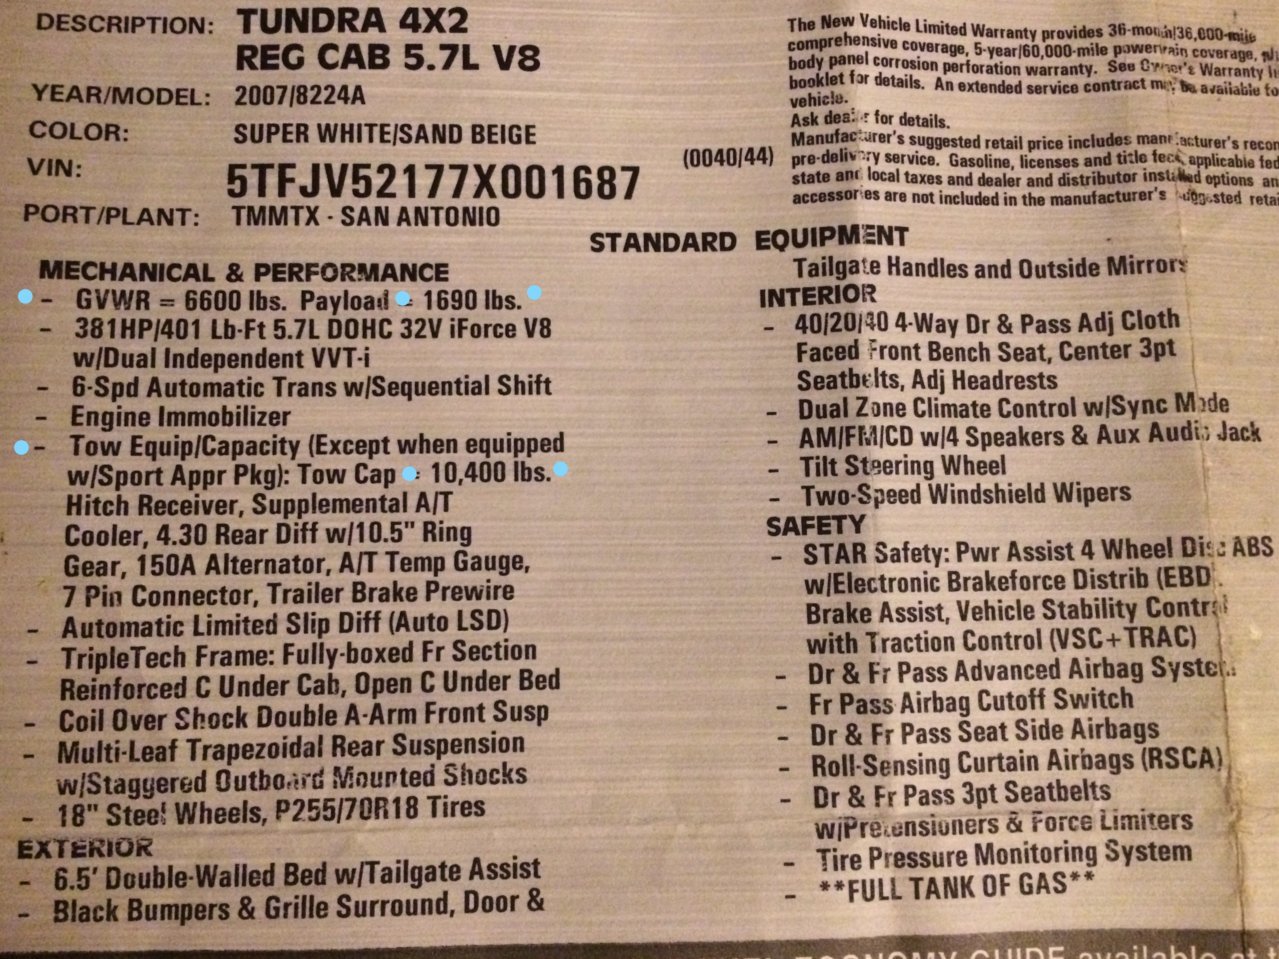 DESCRIPTION: TUNDRA 4X2
REG CAB 5.7L V8
YEAR/MODEL: 2007/8224A
COLOR: SUPER WHITE/SAND BEIGE
VIN: 5TFJV52177X001687
PORT/PLANT: TMMTX - SAN ANTONIO
(0040/44)
The New Vehicle Limited Warranty provides 36-month/36,000-mile
comprehensive coverage, 5-year/60,000-mile powertrain coverage,
body panel corrosion perforation warranty. See Owner's Warranty
booklet for details. An extended service contract may be available fo
vehicle.
Ask dealer for details.
Manufacturer's suggested retail price includes manufacturer's recon
pre-delivery service. Gasoline, licenses and title fees, applicable fed
state and local taxes and dealer and distributor installed options an
accessories are not included in the manufacturer's suggested retai
STANDARD EQUIPMENT
MECHANICAL & PERFORMANCE
- GVWR = 6600 lbs. Payload = 1690 lbs.
- 381HP/401 Lb-Ft 5.7L DOHC 32V iForce V8
w/Dual Independent VVT-i
- 6-Spd Automatic Trans w/Sequential Shift
- Engine Immobilizer
- Tow Equip/Capacity (Except when equipped
w/Sport Appr Pkg): Tow Cap = 10,400 lbs.
Hitch Receiver, Supplemental A/T
Cooler, 4.30 Rear Diff w/10.5" Ring
Gear, 150A Alternator, A/T Temp Gauge,
7 Pin Connector, Trailer Brake Prewire
- Automatic Limited Slip Diff (Auto LSD)
- TripleTech Frame: Fully-boxed Fr Section
Reinforced C Under Cab, Open C Under Bed
- Coil Over Shock Double A-Arm Front Susp
- Multi-Leaf Trapezoidal Rear Suspension
w/Staggered Outboard Mounted Shocks
- 18" Steel Wheels, P255/70R18 Tires
EXTERIOR
- 6.5' Double-Walled Bed w/Tailgate Assist
- Black Bumpers & Grille Surround, Door &
Tailgate Handles and Outside Mirrors
INTERIOR
- 40/20/40 4-Way Dr & Pass Adj Cloth
Faced Front Bench Seat, Center 3pt
Seatbelts, Adj Headrests
- Dual Zone Climate Control w/Sync Mode
- AM/FM/CD w/4 Speakers & Aux Audio Jack
- Tilt Steering Wheel
- Two-Speed Windshield Wipers
SAFETY
- STAR Safety: Pwr Assist 4 Wheel Disc ABS
w/Electronic Brakeforce Distrib (EBD)
Brake Assist, Vehicle Stability Control
with Traction Control (VSC+TRAC)
- Dr & Fr Pass Advanced Airbag System
- Fr Pass Airbag Cutoff Switch
- Dr & Fr Pass Seat Side Airbags
- Roll-Sensing Curtain Airbags (RSCA)
- Dr & Fr Pass 3pt Seatbelts
w/Pretensioners & Force Limiters
- Tire Pressure Monitoring System
- **FULL TANK OF GAS**
ECONOMY GUIDE available at